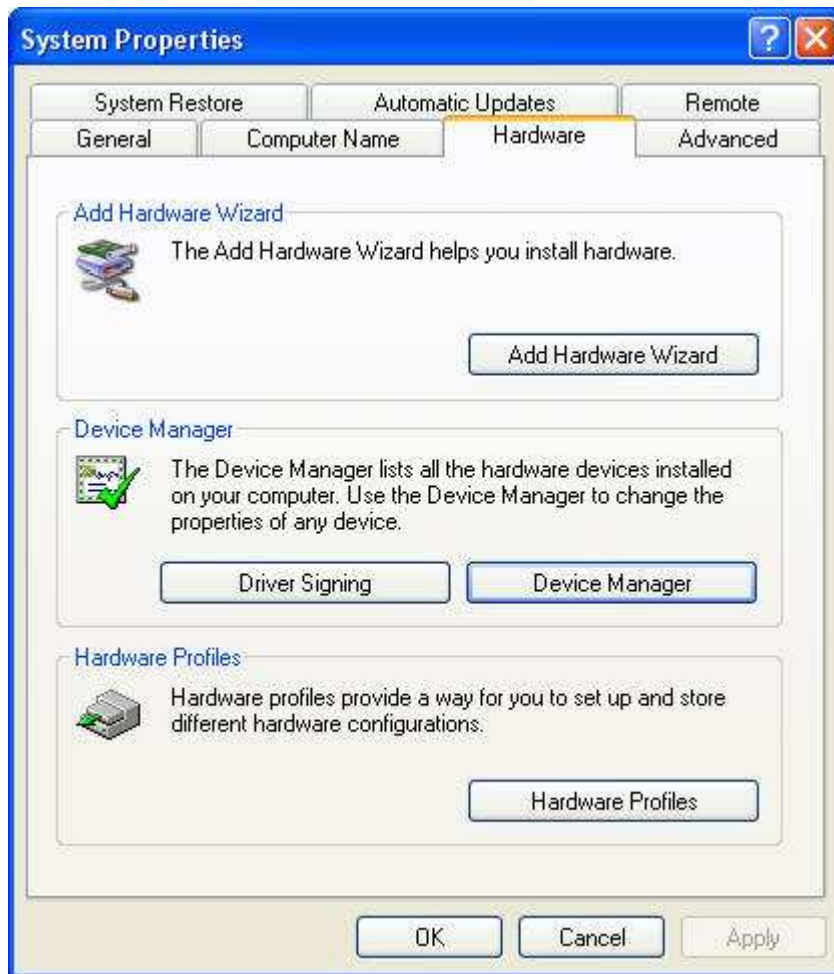 System Properties
System Restore
Automatic Updates
Remote
General
Computer Name
Hardware
Advanced
Add Hardware Wizard
The Add Hardware Wizard helps you install hardware.
Add Hardware Wizard
Device Manager
The Device Manager lists all the hardware devices installed
on your computer. Use the Device Manager to change the
properties of any device.
Driver Signing
Device Manager
Hardware Profiles
Hardware profiles provide a way for you to set up and store
different hardware configurations.
Hardware Profiles
OK
Cancel
Apply